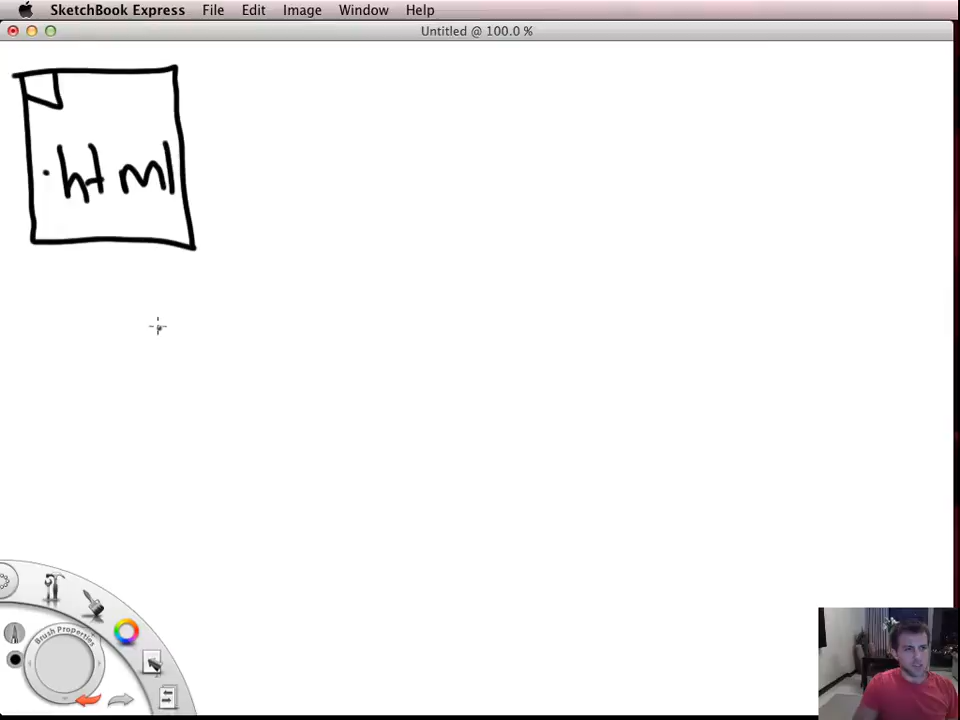 SketchBook Express File Edit Image Window Help
Untitled @ 100.0 %
.html
Brush Properties